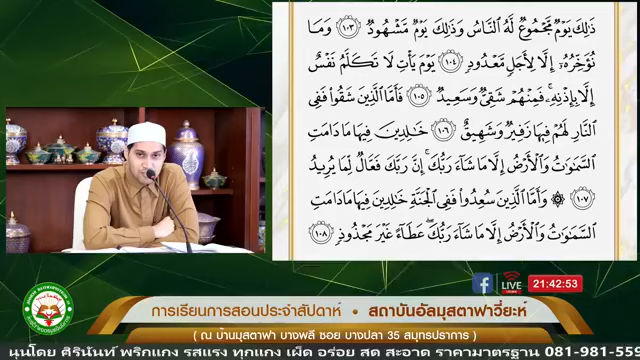 ذَٰلِكَ يَوْمٌ مَّجْمُوعٌ لَّهُ ٱلنَّاسُ وَذَٰلِكَ يَوْمٌ مَّشْهُودٌ ١٠٣ وَمَا
نُؤَخِّرُهُۥٓ إِلَّا لِأَجَلٍ مَّعْدُودٍ ١٠٤ يَوْمَ يَأْتِ لَا تَكَلَّمُ نَفْسٌ
إِلَّا بِإِذْنِهِۦ ۚ فَمِنْهُمْ شَقِىٌّ وَسَعِيدٌ ١٠٥ فَأَمَّا ٱلَّذِينَ شَقُوا۟ فَفِى
ٱلنَّارِ لَهُمْ فِيهَا زَفِيرٌ وَشَهِيقٌ ١٠٦ خَٰلِدِينَ فِيهَا مَا دَامَتِ
ٱلسَّمَٰوَٰتُ وَٱلْأَرْضُ إِلَّا مَا شَآءَ رَبُّكَ ۚ إِنَّ رَبَّكَ فَعَّالٌ لِّمَا يُرِيدُ
١٠٧ ۞ وَأَمَّا ٱلَّذِينَ سُعِدُوا۟ فَفِى ٱلْجَنَّةِ خَٰلِدِينَ فِيهَا مَا دَامَتِ
ٱلسَّمَٰوَٰتُ وَٱلْأَرْضُ إِلَّا مَا شَآءَ رَبُّكَ ۖ عَطَآءً غَيْرَ مَجْذُوذٍ ١٠٨
f LIVE 21:42:53
การเรียนการสอนประจำสัปดาห์ • สถาบันอัลมุสตาฟาวี่ยะห์
( ณ บ้านมุสตาฟา บางพลี ซอย บางปลา 35 สมุทรปราการ )
นุนโดย ศิรินันท์ พริกแกง รสแรง ทุกแกง เผ็ด อร่อย สด สะอาด ราคามาตรฐาน 081-981-552